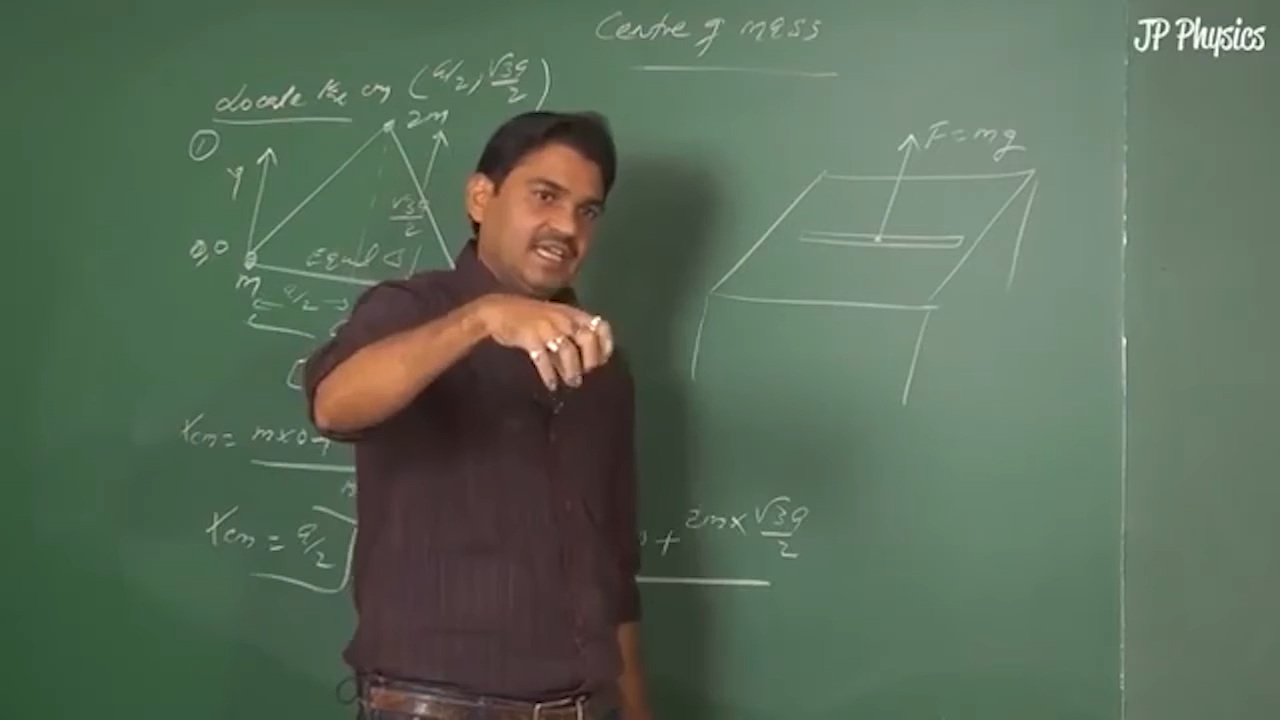 Centre of mass
JP Physics
Locate the cm (a/2, √3a/2)
①
2m
F = mg
y
√3a/2
0,0
Equal Δ
m
a/2
Xcm = m×0+
Xcm = a/2
+ 2m × √3a/2